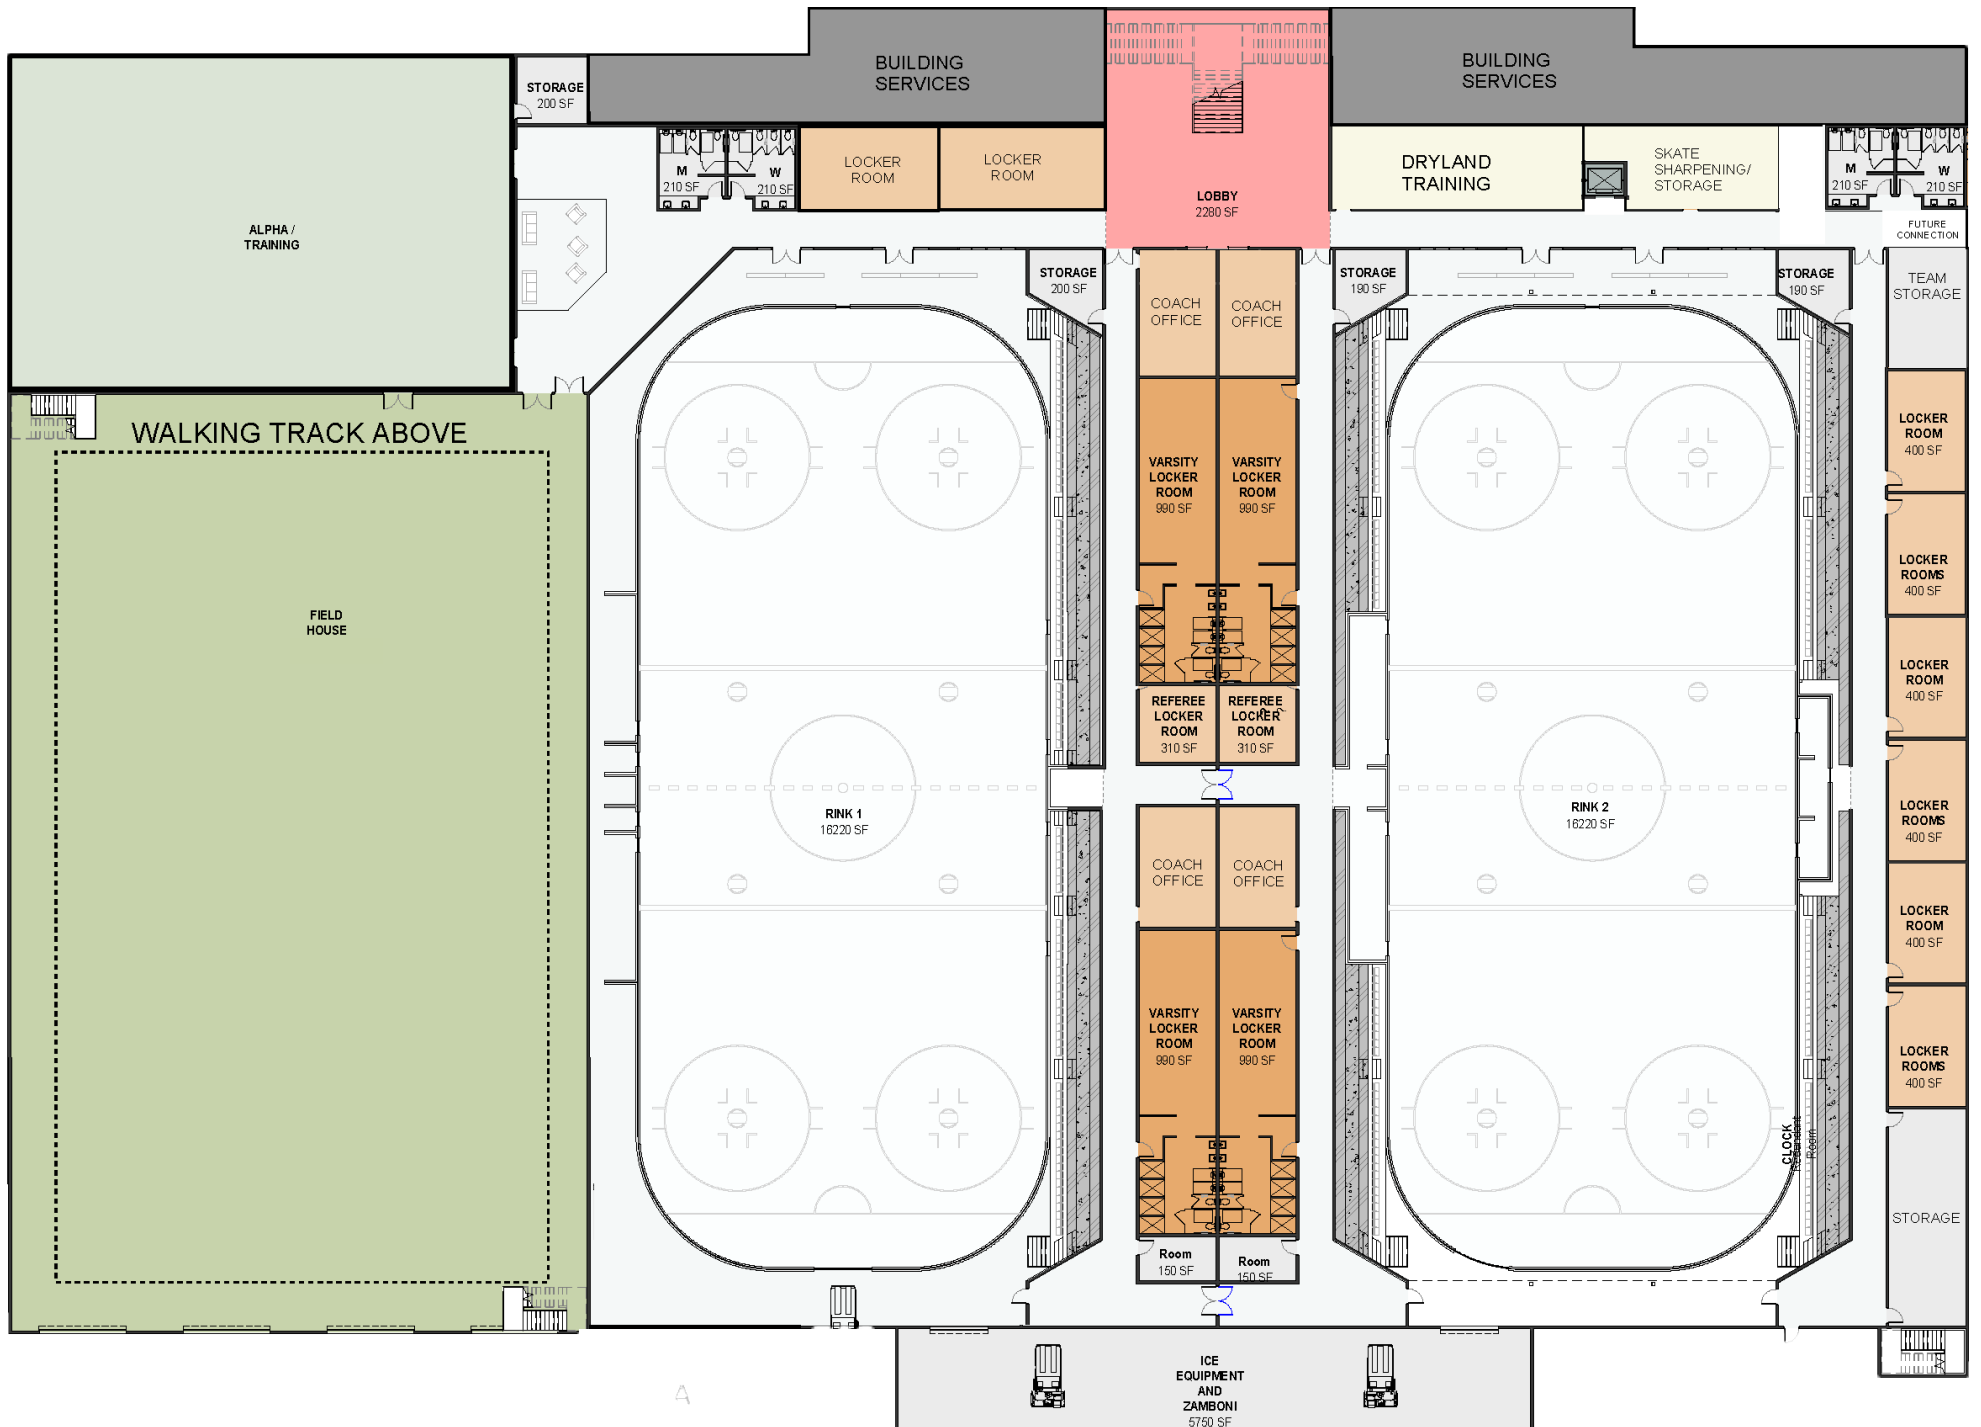 BUILDING
SERVICES
BUILDING
SERVICES
STORAGE
200 SF
M
210 SF
W
210 SF
LOCKER
ROOM
LOCKER
ROOM
LOBBY
2280 SF
DRYLAND
TRAINING
SKATE
SHARPENING/
STORAGE
M
210 SF
W
210 SF
FUTURE
CONNECTION
ALPHA /
TRAINING
STORAGE
200 SF
COACH
OFFICE
COACH
OFFICE
STORAGE
190 SF
STORAGE
190 SF
TEAM
STORAGE
WALKING TRACK ABOVE
FIELD
HOUSE
VARSITY
LOCKER
ROOM
990 SF
VARSITY
LOCKER
ROOM
990 SF
LOCKER
ROOM
400 SF
LOCKER
ROOMS
400 SF
LOCKER
ROOM
400 SF
REFEREE
LOCKER
ROOM
310 SF
REFEREE
LOCKER
ROOM
310 SF
RINK 1
16220 SF
RINK 2
16220 SF
LOCKER
ROOMS
400 SF
COACH
OFFICE
COACH
OFFICE
LOCKER
ROOM
400 SF
VARSITY
LOCKER
ROOM
990 SF
VARSITY
LOCKER
ROOM
990 SF
LOCKER
ROOMS
400 SF
CLOCK
Redundant
Room
STORAGE
Room
150 SF
Room
150 SF
ICE
EQUIPMENT
AND
ZAMBONI
5750 SF
A